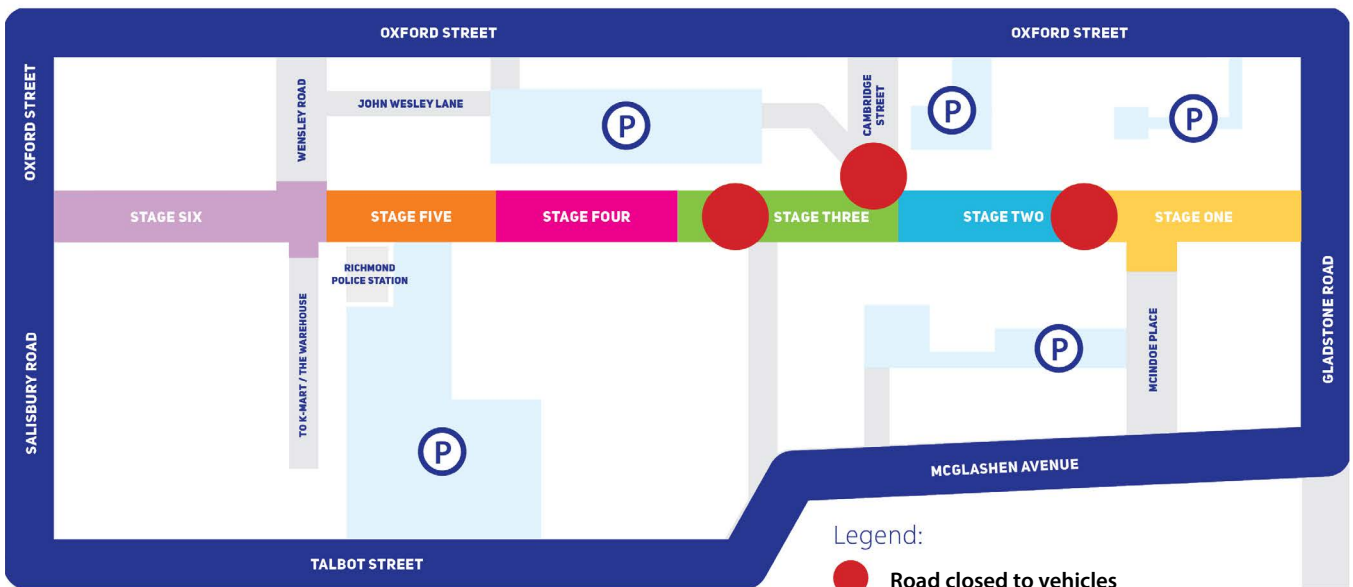 OXFORD STREET
OXFORD STREET
OXFORD STREET
WENSLEY ROAD
JOHN WESLEY LANE
P
CAMBRIDGE
STREET
P
P
STAGE SIX
STAGE FIVE
STAGE FOUR
STAGE THREE
STAGE TWO
STAGE ONE
RICHMOND
POLICE STATION
TO K-MART / THE WAREHOUSE
SALISBURY ROAD
P
P
MCINDOE PLACE
GLADSTONE ROAD
MCGLASHEN AVENUE
TALBOT STREET
Legend:
Road closed to vehicles